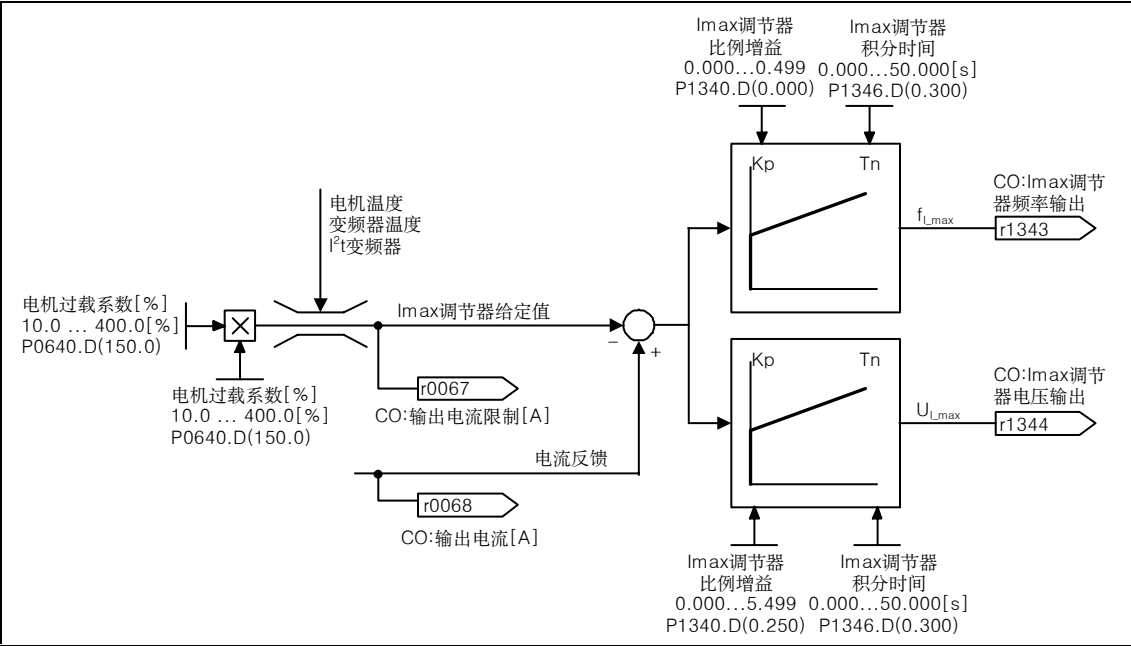 Imax调节器
比例增益
0.000...0.499
P1340.D(0.000)
Imax调节器
积分时间
0.000...50.000[s]
P1346.D(0.300)
Kp
Tn
CO:Imax调节
器频率输出
f I_max
r1343
电机温度
变频器温度
I²t变频器
电机过载系数[%]
10.0 ... 400.0[%]
P0640.D(150.0)
Imax调节器给定值
−
+
电机过载系数[%]
10.0 ... 400.0[%]
P0640.D(150.0)
r0067
CO:输出电流限制[A]
电流反馈
r0068
CO:输出电流[A]
Kp
Tn
CO:Imax调节
器电压输出
U I_max
r1344
Imax调节器
比例增益
0.000...5.499
P1340.D(0.250)
Imax调节器
积分时间
0.000...50.000[s]
P1346.D(0.300)